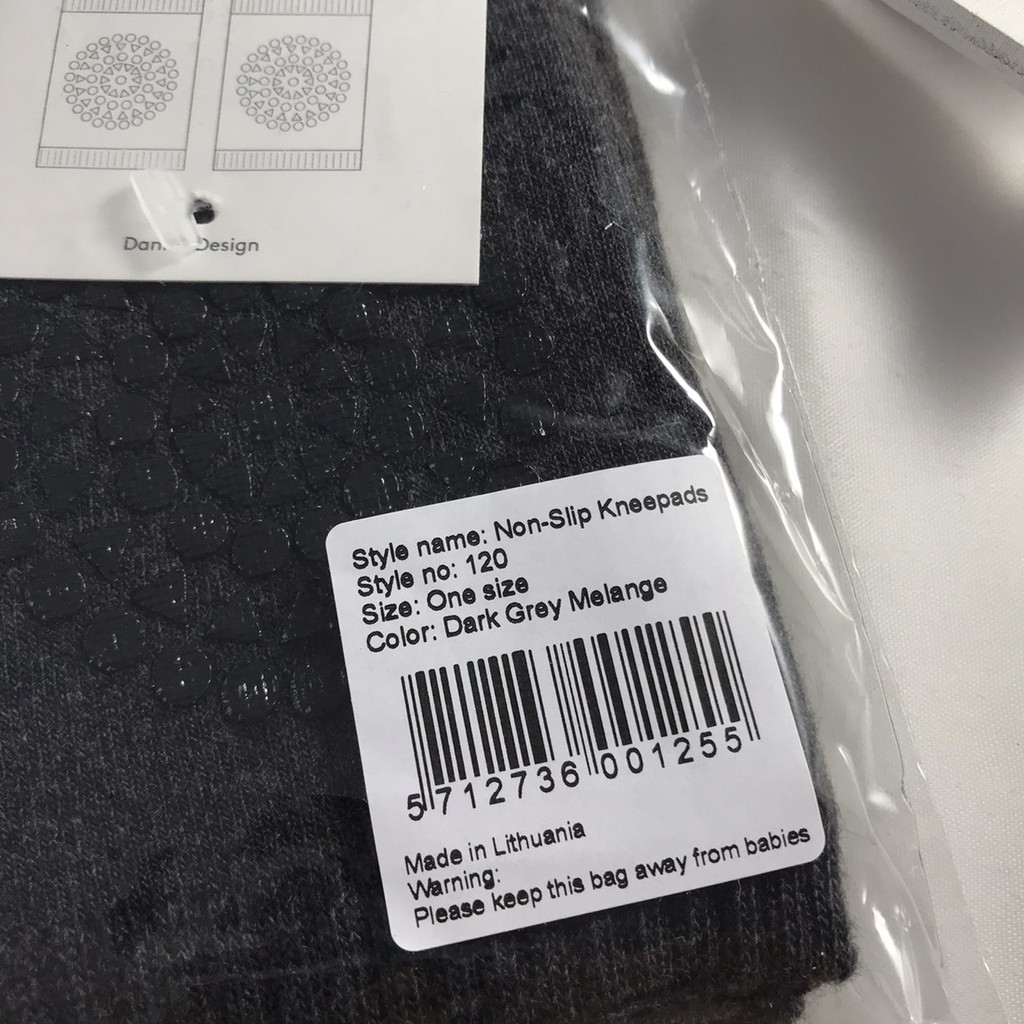 Design
Style name: Non-Slip Kneepads
Style no: 120
Size: One size
Color: Dark Grey Melange
5 712736 001255
Made in Lithuania
Warning:
Please keep this bag away from babies